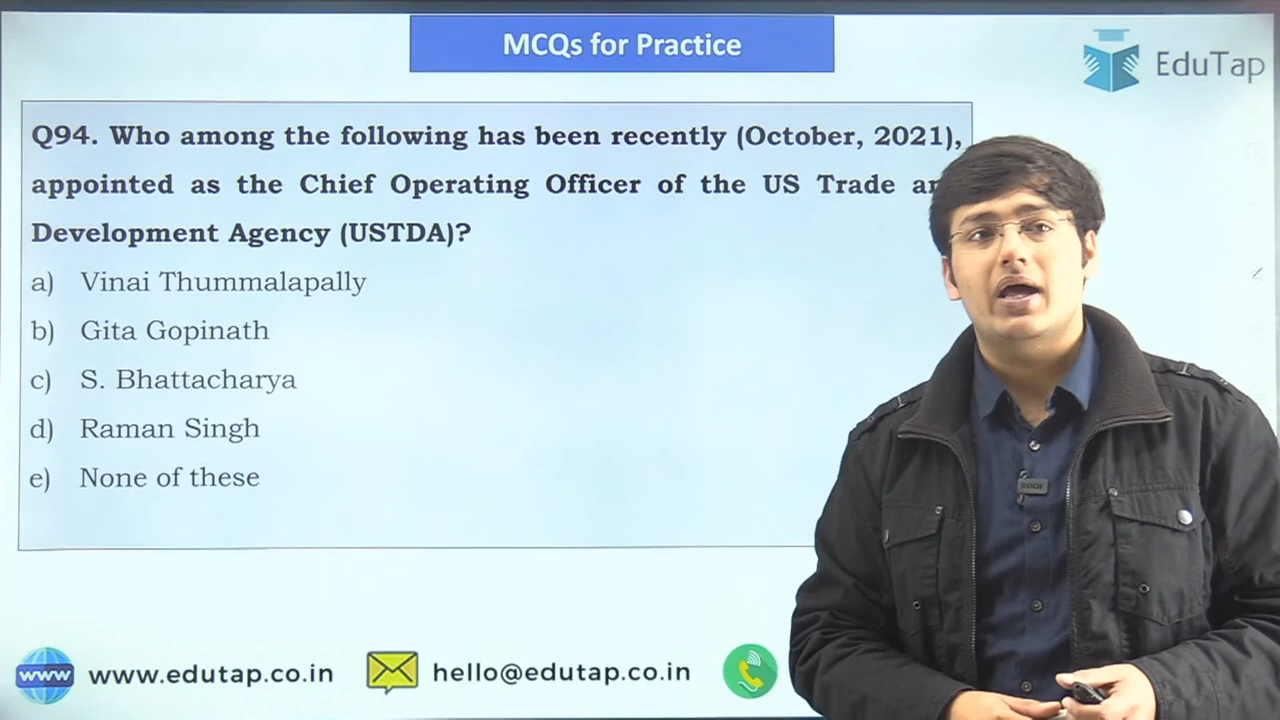 MCQs for Practice
EduTap
Q94. Who among the following has been recently (October, 2021),
appointed as the Chief Operating Officer of the US Trade
Development Agency (USTDA)?
a) Vinai Thummalapally
b) Gita Gopinath
c) S. Bhattacharya
d) Raman Singh
e) None of these
www
www.edutap.co.in
hello@edutap.co.in